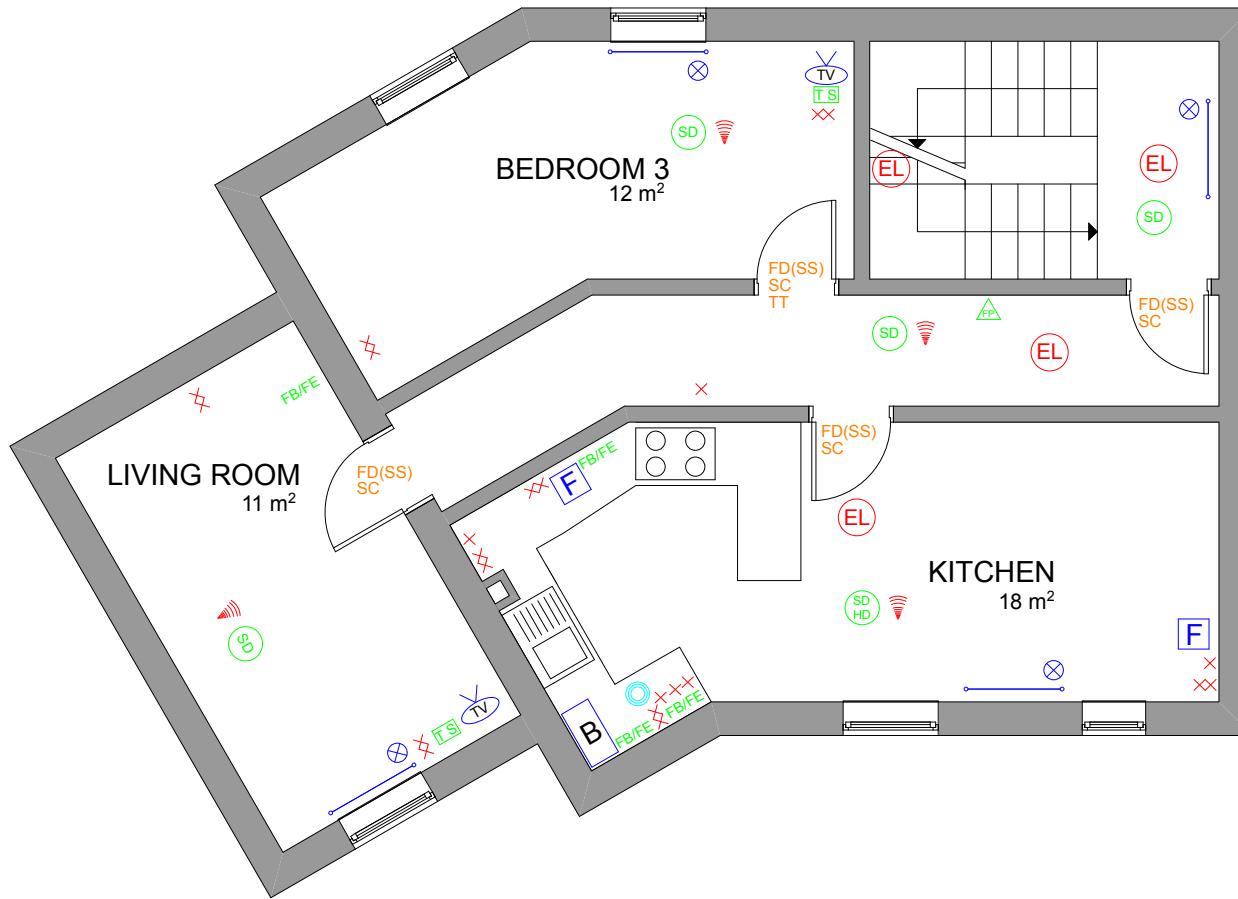 TV
T S
SD
BEDROOM 3
12 m²
EL
EL
SD
FD(SS)
SC
TT
FD(SS)
SC
FP
SD
EL
FB/FE
FD(SS)
SC
LIVING ROOM
11 m²
FD(SS)
SC
FB/FE
F
EL
KITCHEN
18 m²
SD
HD
F
SD
TV
T S
FB/FE
FB/FE
B